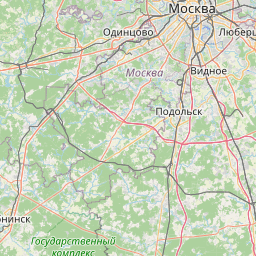 Москва
Одинцово
Люберц
Москва
Видное
Подольск
нинск
Государственный
комплекс